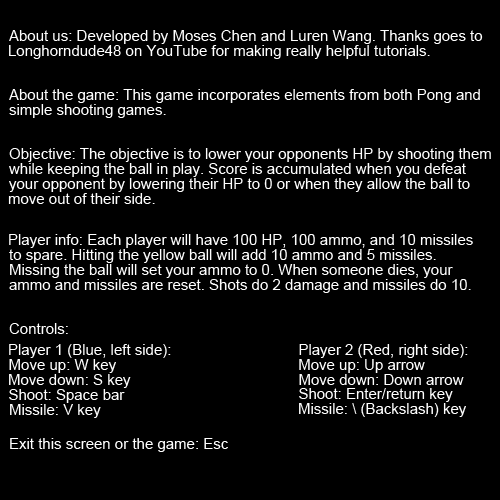 About us: Developed by Moses Chen and Luren Wang. Thanks goes to
Longhorndude48 on YouTube for making really helpful tutorials.
About the game: This game incorporates elements from both Pong and
simple shooting games.
Objective: The objective is to lower your opponents HP by shooting them
while keeping the ball in play. Score is accumulated when you defeat
your opponent by lowering their HP to 0 or when they allow the ball to
move out of their side.
Player info: Each player will have 100 HP, 100 ammo, and 10 missiles
to spare. Hitting the yellow ball will add 10 ammo and 5 missiles.
Missing the ball will set your ammo to 0. When someone dies, your
ammo and missiles are reset. Shots do 2 damage and missiles do 10.
Controls:
Player 1 (Blue, left side):
Move up: W key
Move down: S key
Shoot: Space bar
Missile: V key
Player 2 (Red, right side):
Move up: Up arrow
Move down: Down arrow
Shoot: Enter/return key
Missile: \ (Backslash) key
Exit this screen or the game: Esc